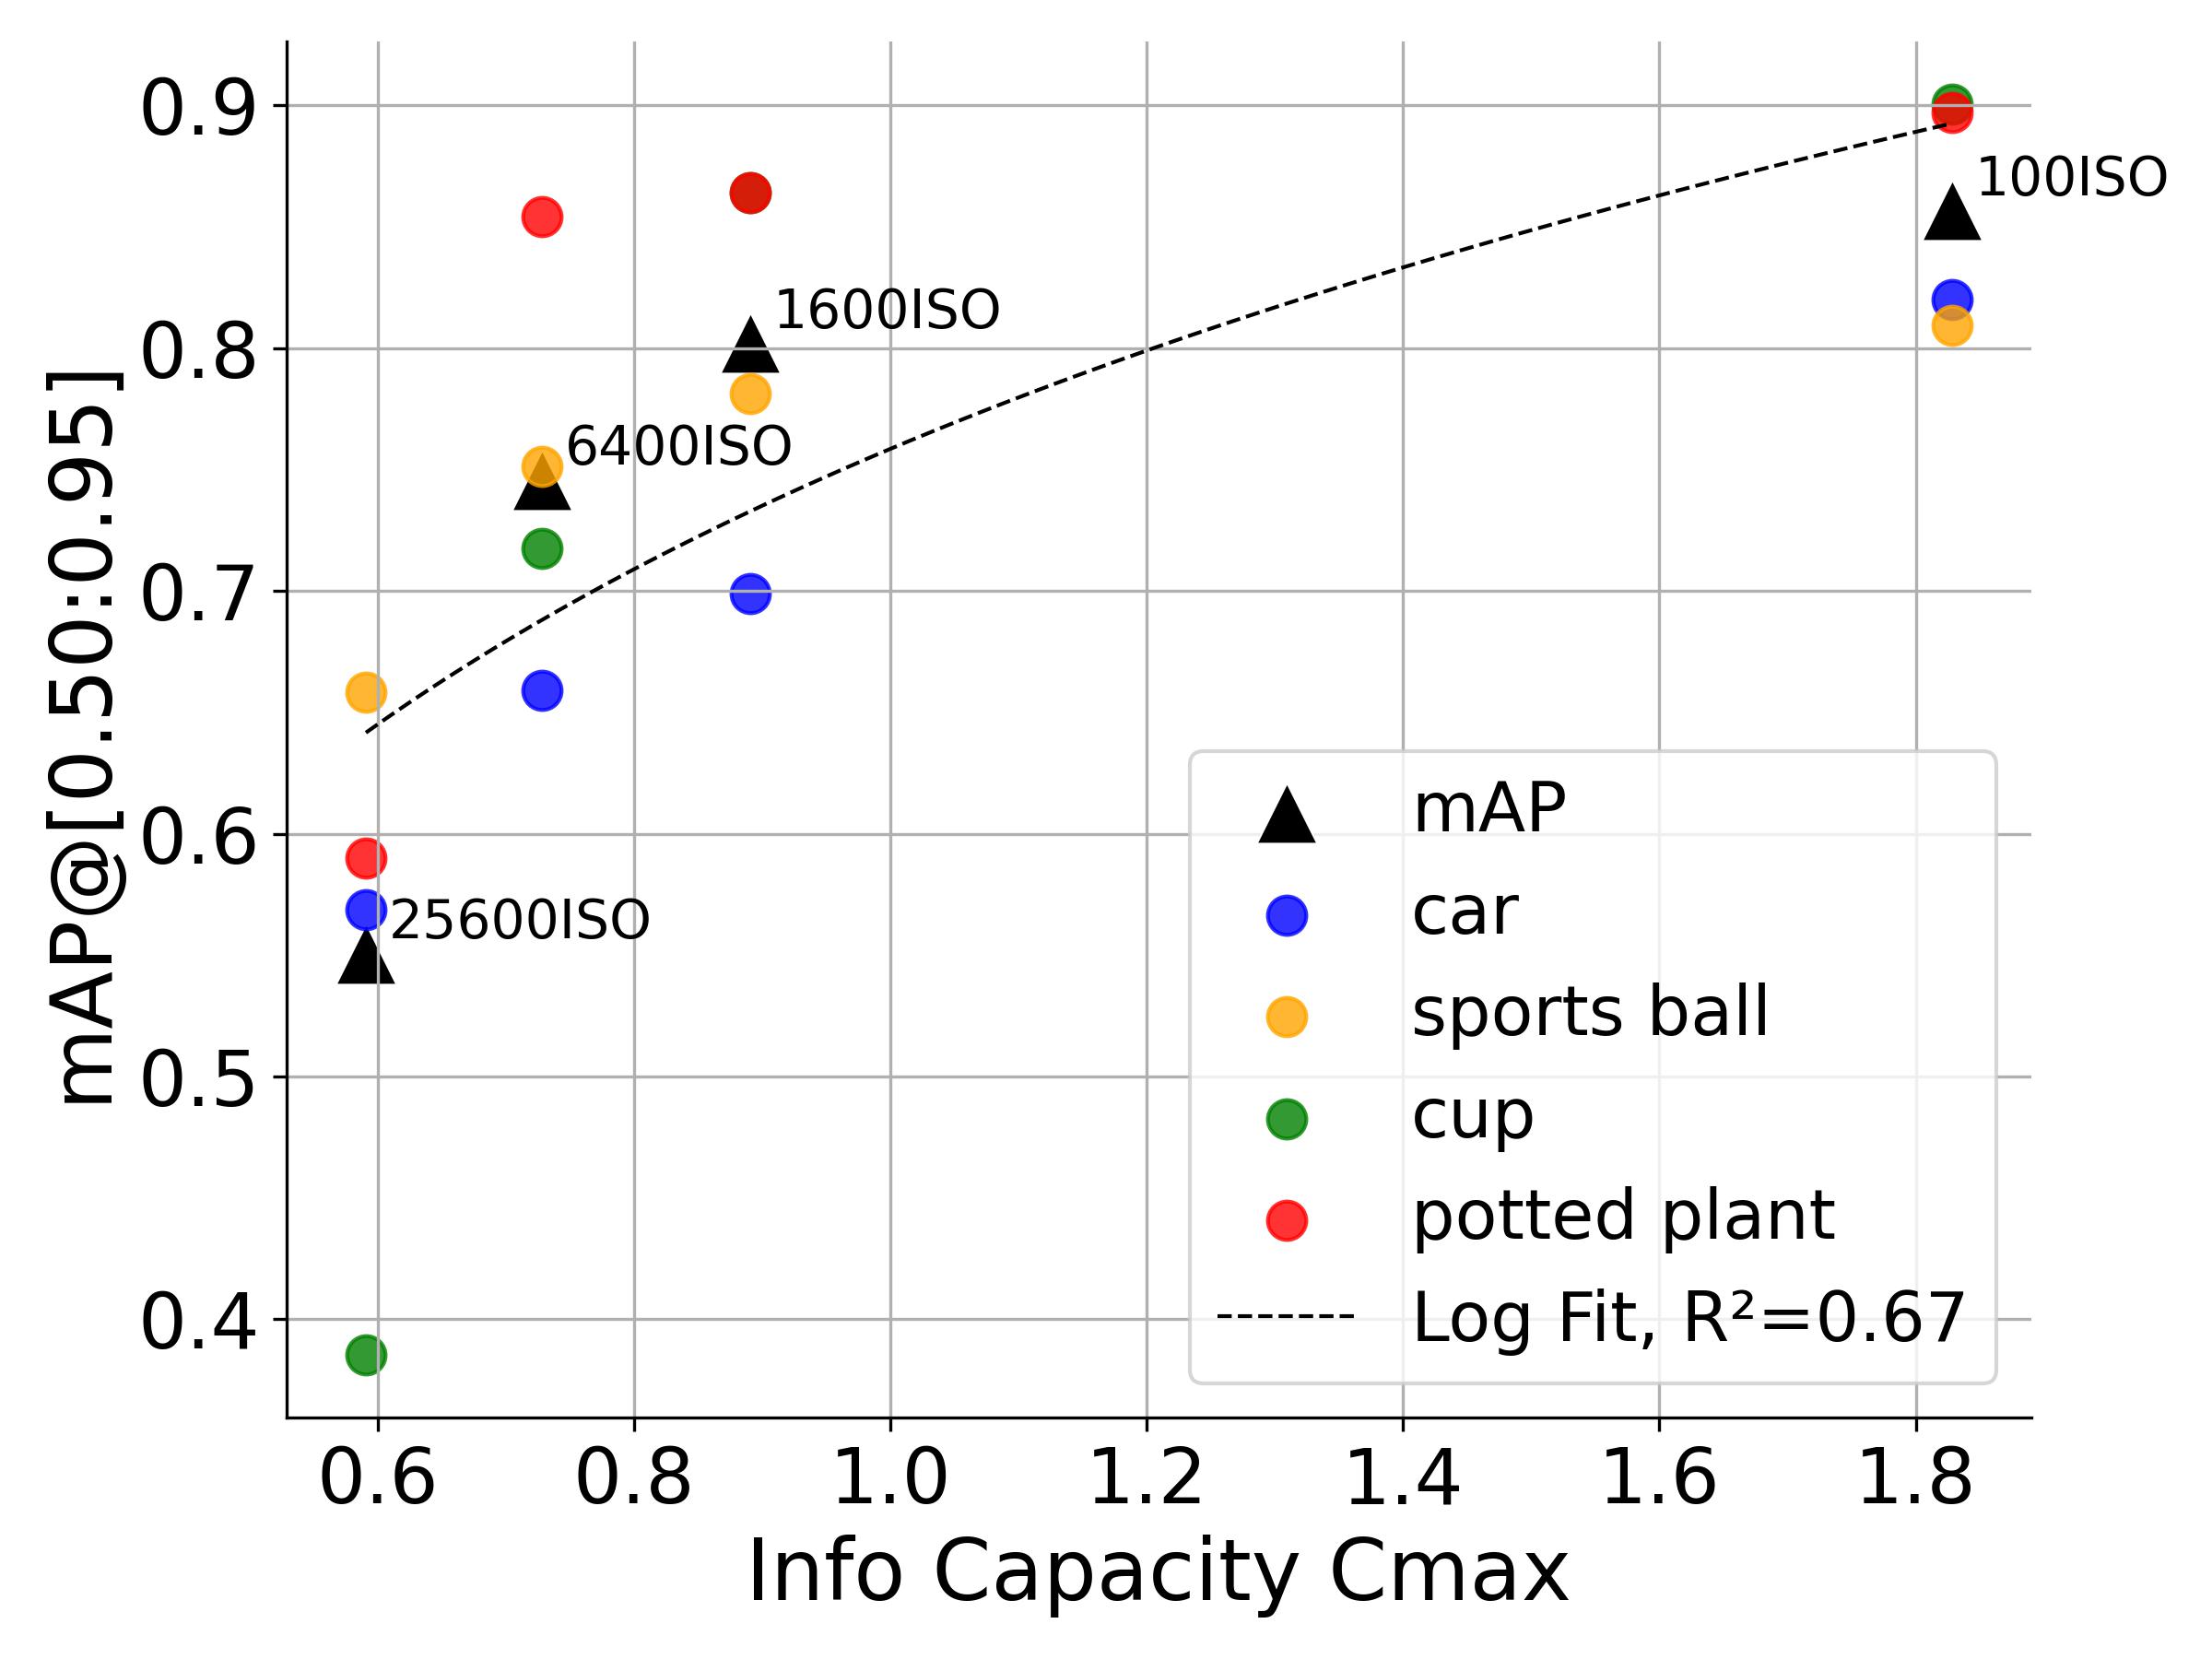 mAP@[0.50:0.95]
0.9
0.8
0.7
0.6
0.5
0.4
100ISO
1600ISO
6400ISO
25600ISO
mAP
car
sports ball
cup
potted plant
Log Fit, R²=0.67
0.6
0.8
1.0
1.2
1.4
1.6
1.8
Info Capacity Cmax